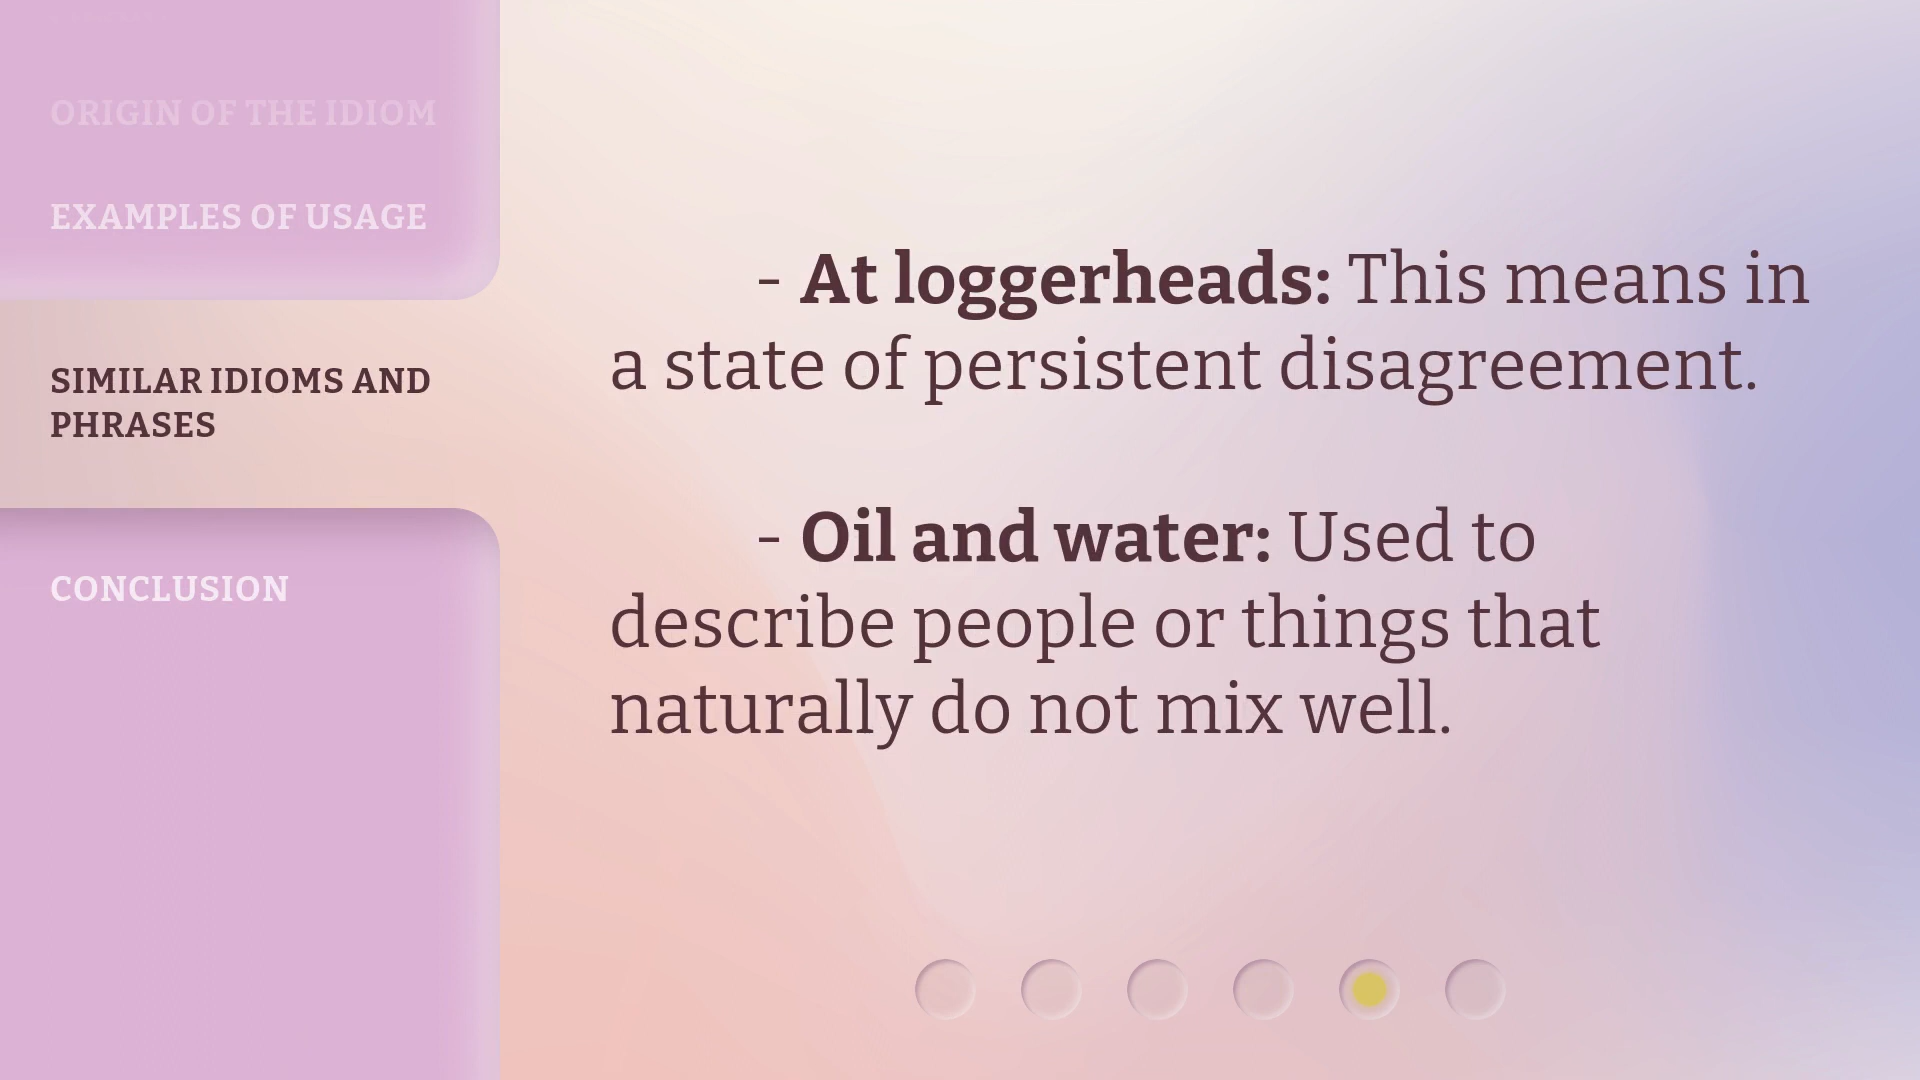 ORIGIN OF THE IDIOM
EXAMPLES OF USAGE
SIMILAR IDIOMS AND
PHRASES
CONCLUSION
- At loggerheads: This means in
a state of persistent disagreement.
- Oil and water: Used to
describe people or things that
naturally do not mix well.